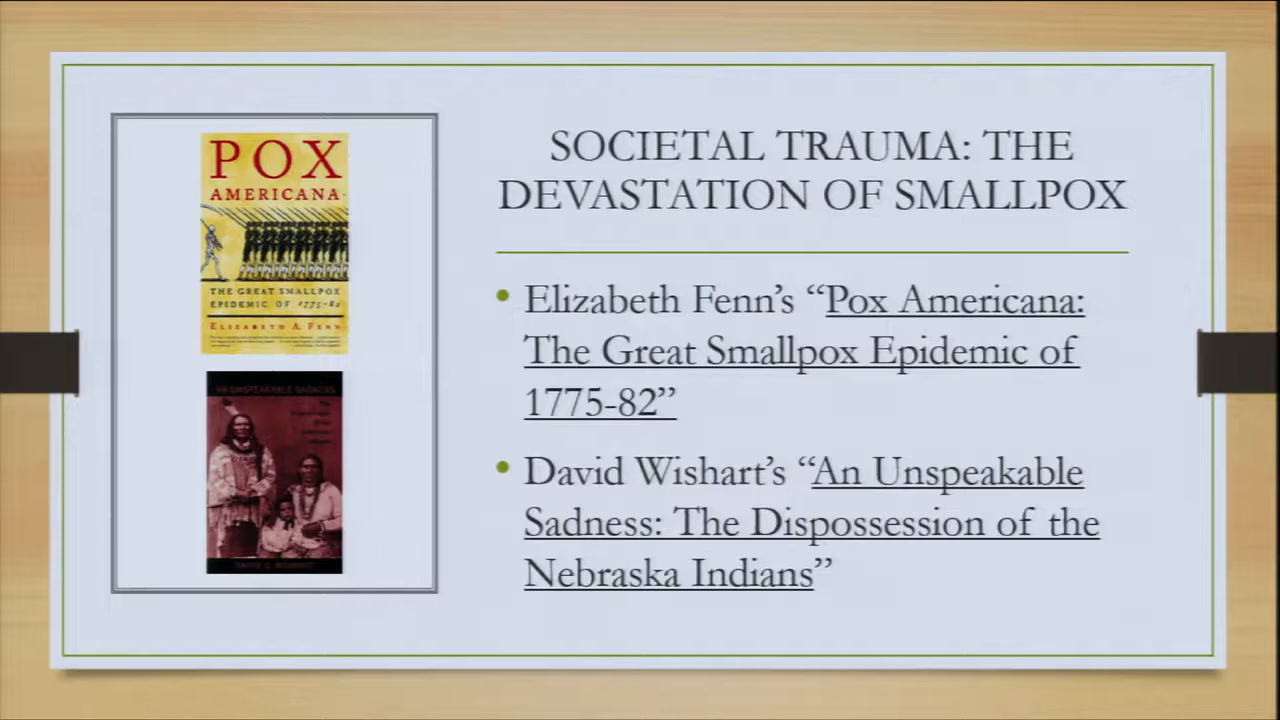 POX
AMERICANA
THE GREAT SMALLPOX
EPIDEMIC OF 1775-82
ELIZABETH A. FENN
AN UNSPEAKABLE SADNESS
DAVID J. WISHART
SOCIETAL TRAUMA: THE
DEVASTATION OF SMALLPOX
• Elizabeth Fenn’s “Pox Americana:
The Great Smallpox Epidemic of
1775-82”
• David Wishart’s “An Unspeakable
Sadness: The Dispossession of the
Nebraska Indians”